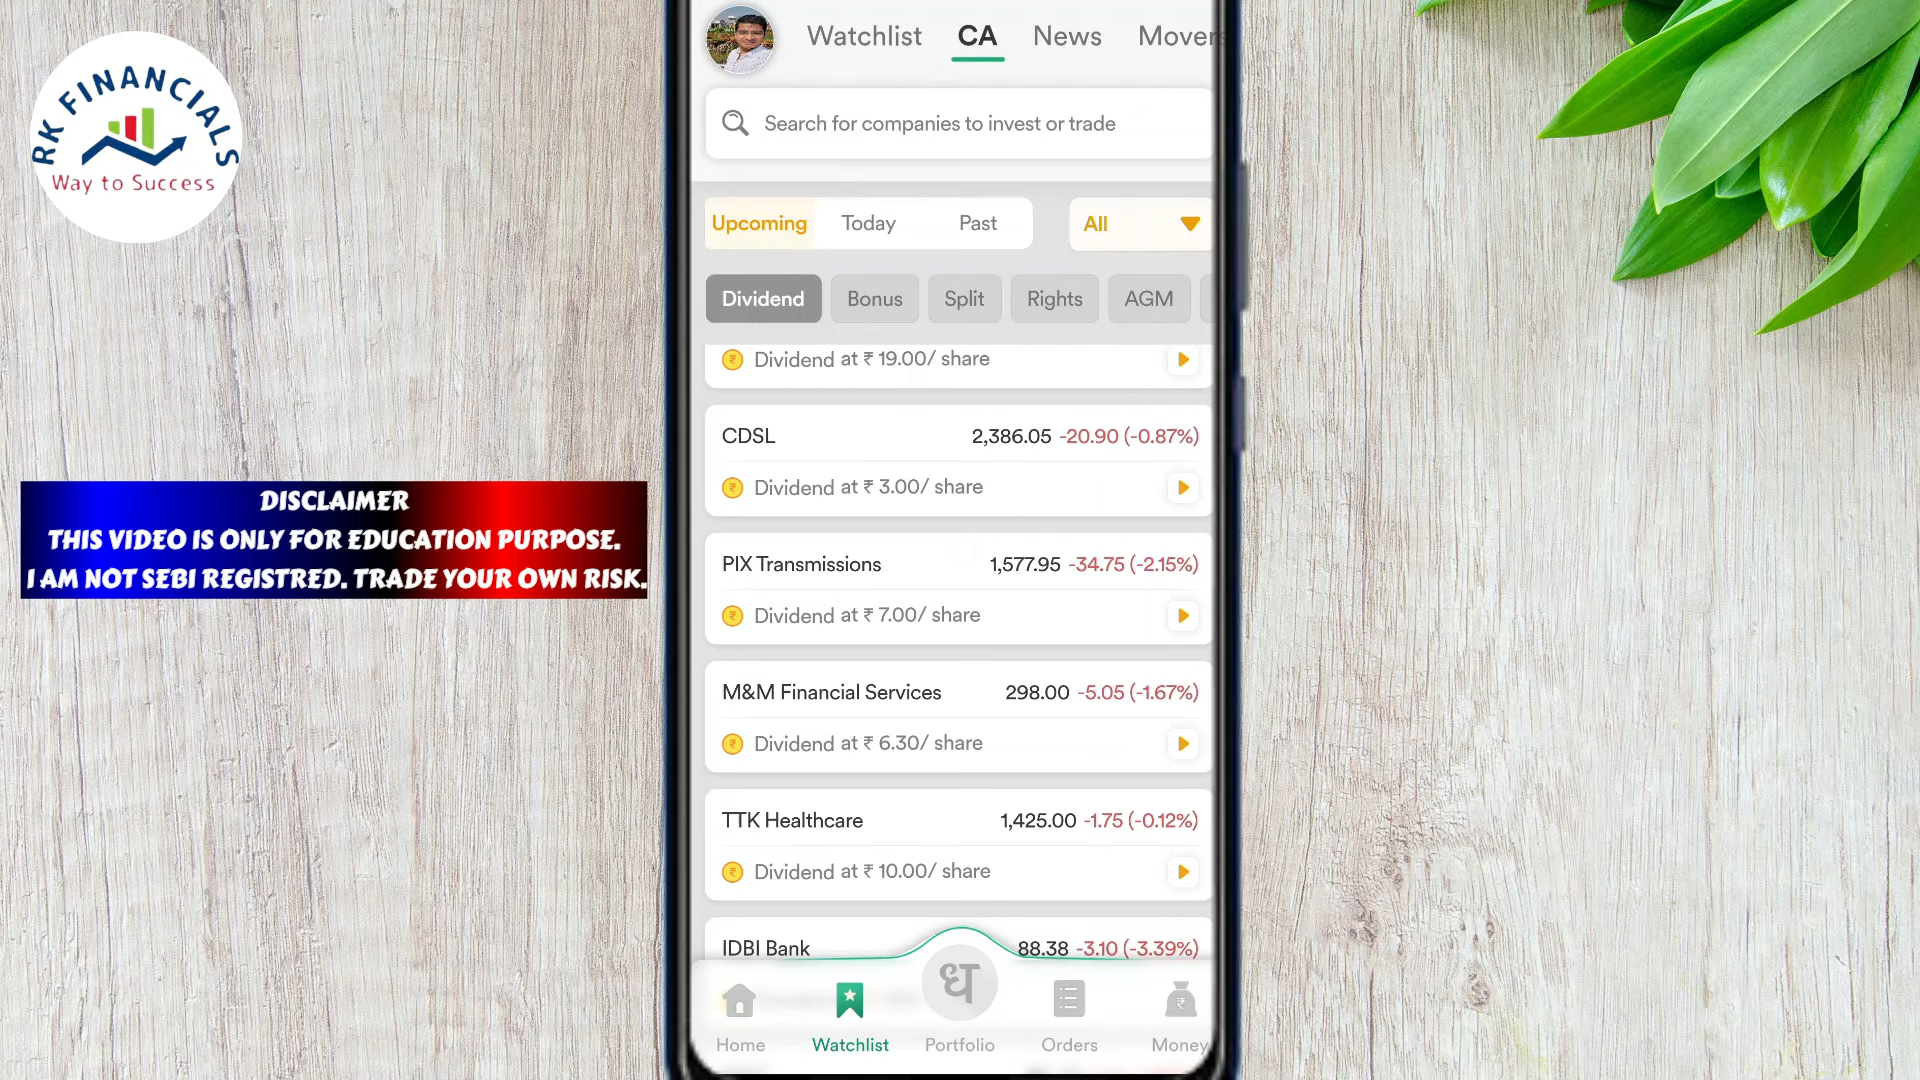 RK FINANCIALS
Way to Success
DISCLAIMER
THIS VIDEO IS ONLY FOR EDUCATION PURPOSE.
I AM NOT SEBI REGISTRED. TRADE YOUR OWN RISK.
Watchlist CA News Movers
Search for companies to invest or trade
Upcoming Today Past All
Dividend Bonus Split Rights AGM
₹ Dividend at ₹ 19.00/ share
CDSL 2,386.05 -20.90 (-0.87%)
₹ Dividend at ₹ 3.00/ share
PIX Transmissions 1,577.95 -34.75 (-2.15%)
₹ Dividend at ₹ 7.00/ share
M&M Financial Services 298.00 -5.05 (-1.67%)
₹ Dividend at ₹ 6.30/ share
TTK Healthcare 1,425.00 -1.75 (-0.12%)
₹ Dividend at ₹ 10.00/ share
IDBI Bank 88.38 -3.10 (-3.39%)
ध ₹
Home Watchlist Portfolio Orders Money